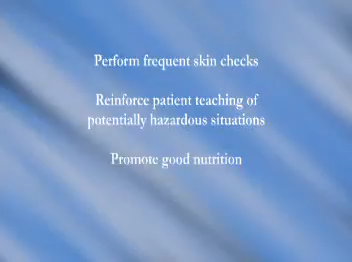 Perform frequent skin checks
Reinforce patient teaching of
potentially hazardous situations
Promote good nutrition